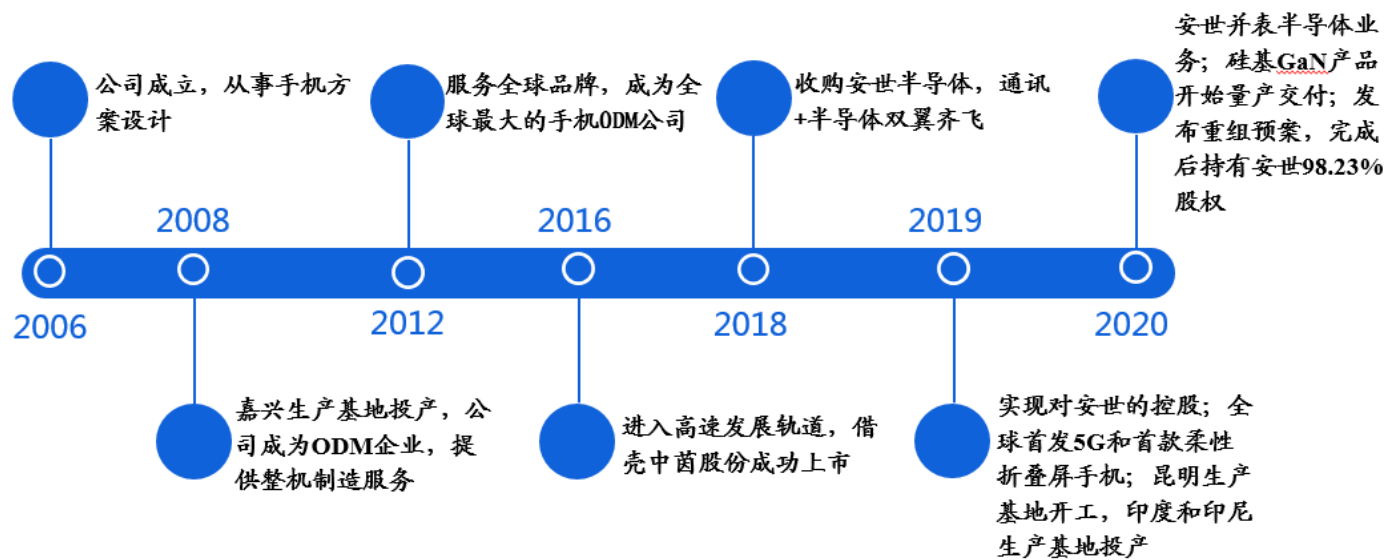 公司成立，从事手机方
案设计
2006
2008
嘉兴生产基地投产，公
司成为ODM企业，提
供整机制造服务
服务全球品牌，成为全
球最大的手机ODM公司
2012
2016
进入高速发展轨道，借
壳中茵股份成功上市
收购安世半导体，通讯
+半导体双翼齐飞
2018
2019
实现对安世的控股；全
球首发5G和首款柔性
折叠屏手机；昆明生产
基地开工，印度和印尼
生产基地投产
安世并表半导体业
务；硅基GaN产品
开始量产交付；发
布重组预案，完成
后持有安世98.23%
股权
2020